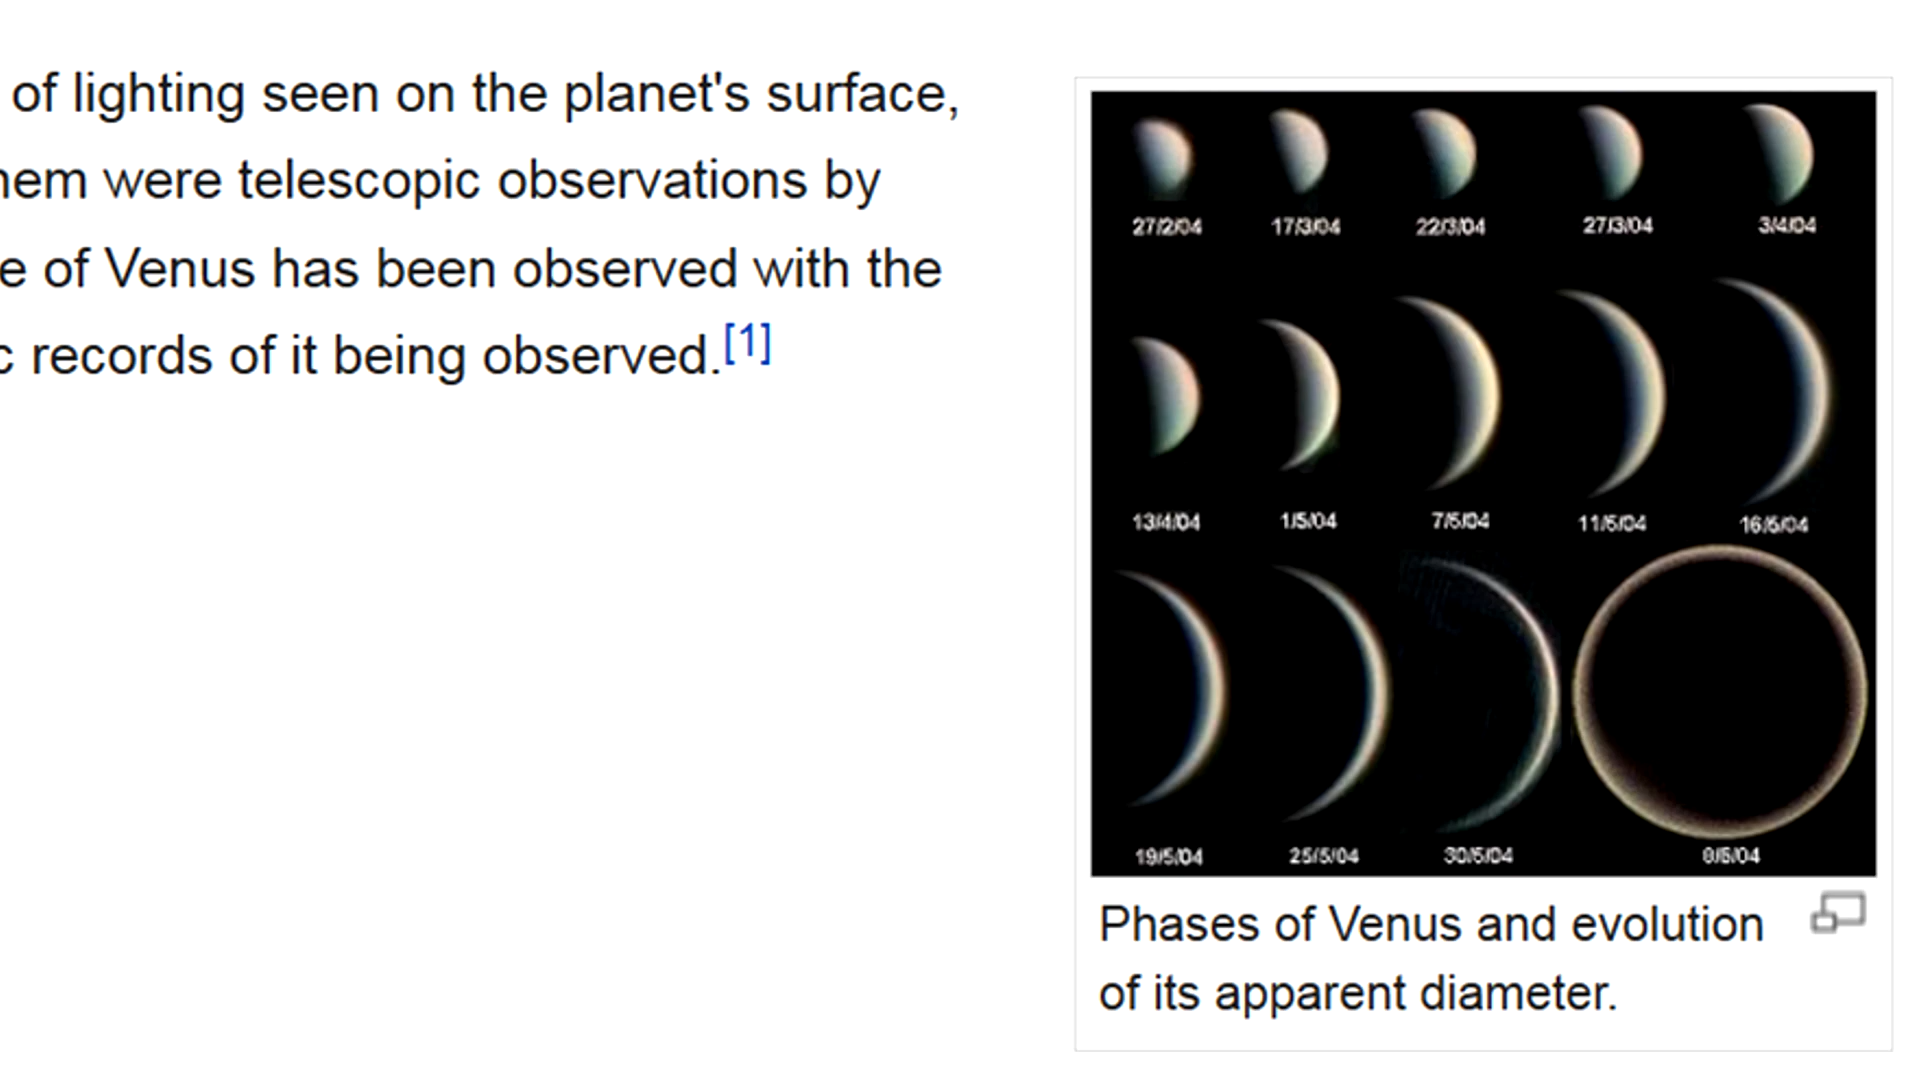 of lighting seen on the planet's surface,
hem were telescopic observations by
e of Venus has been observed with the
c records of it being observed.[1]
27/2/04 17/3/04 22/3/04 27/3/04 3/4/04
13/4/04 1/5/04 7/5/04 11/5/04 16/5/04
19/5/04 25/5/04 30/5/04
Phases of Venus and evolution
of its apparent diameter.